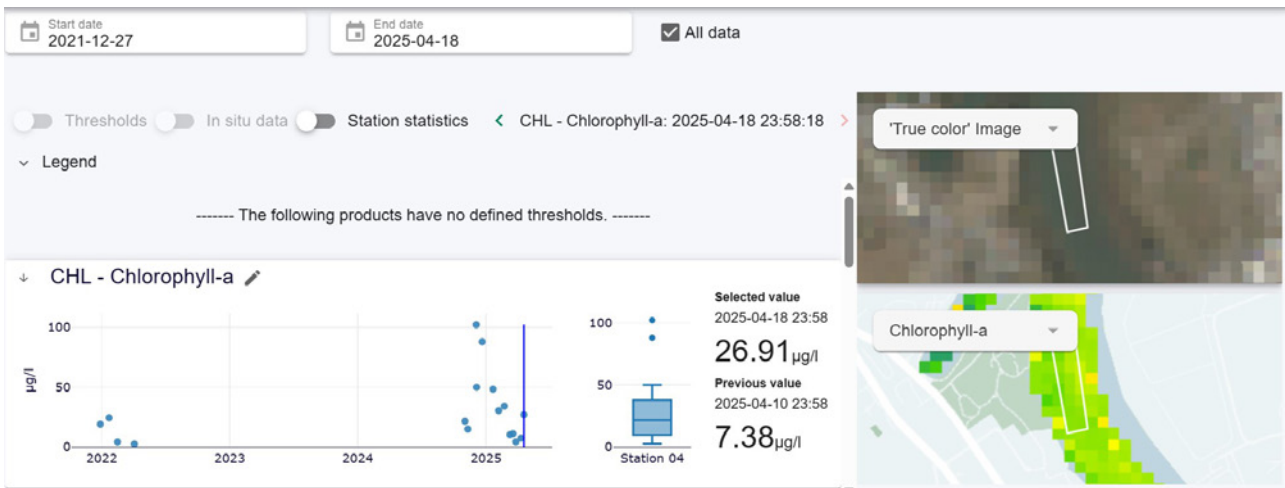 Start date
2021-12-27
End date
2025-04-18
All data
Thresholds
In situ data
Station statistics
CHL - Chlorophyll-a: 2025-04-18 23:58:18
Legend
------- The following products have no defined thresholds. -------
CHL - Chlorophyll-a
µg/l
100
50
0
2022
2023
2024
2025
100
50
0
Station 04
Selected value
2025-04-18 23:58
26.91µg/l
Previous value
2025-04-10 23:58
7.38µg/l
'True color' Image
Chlorophyll-a